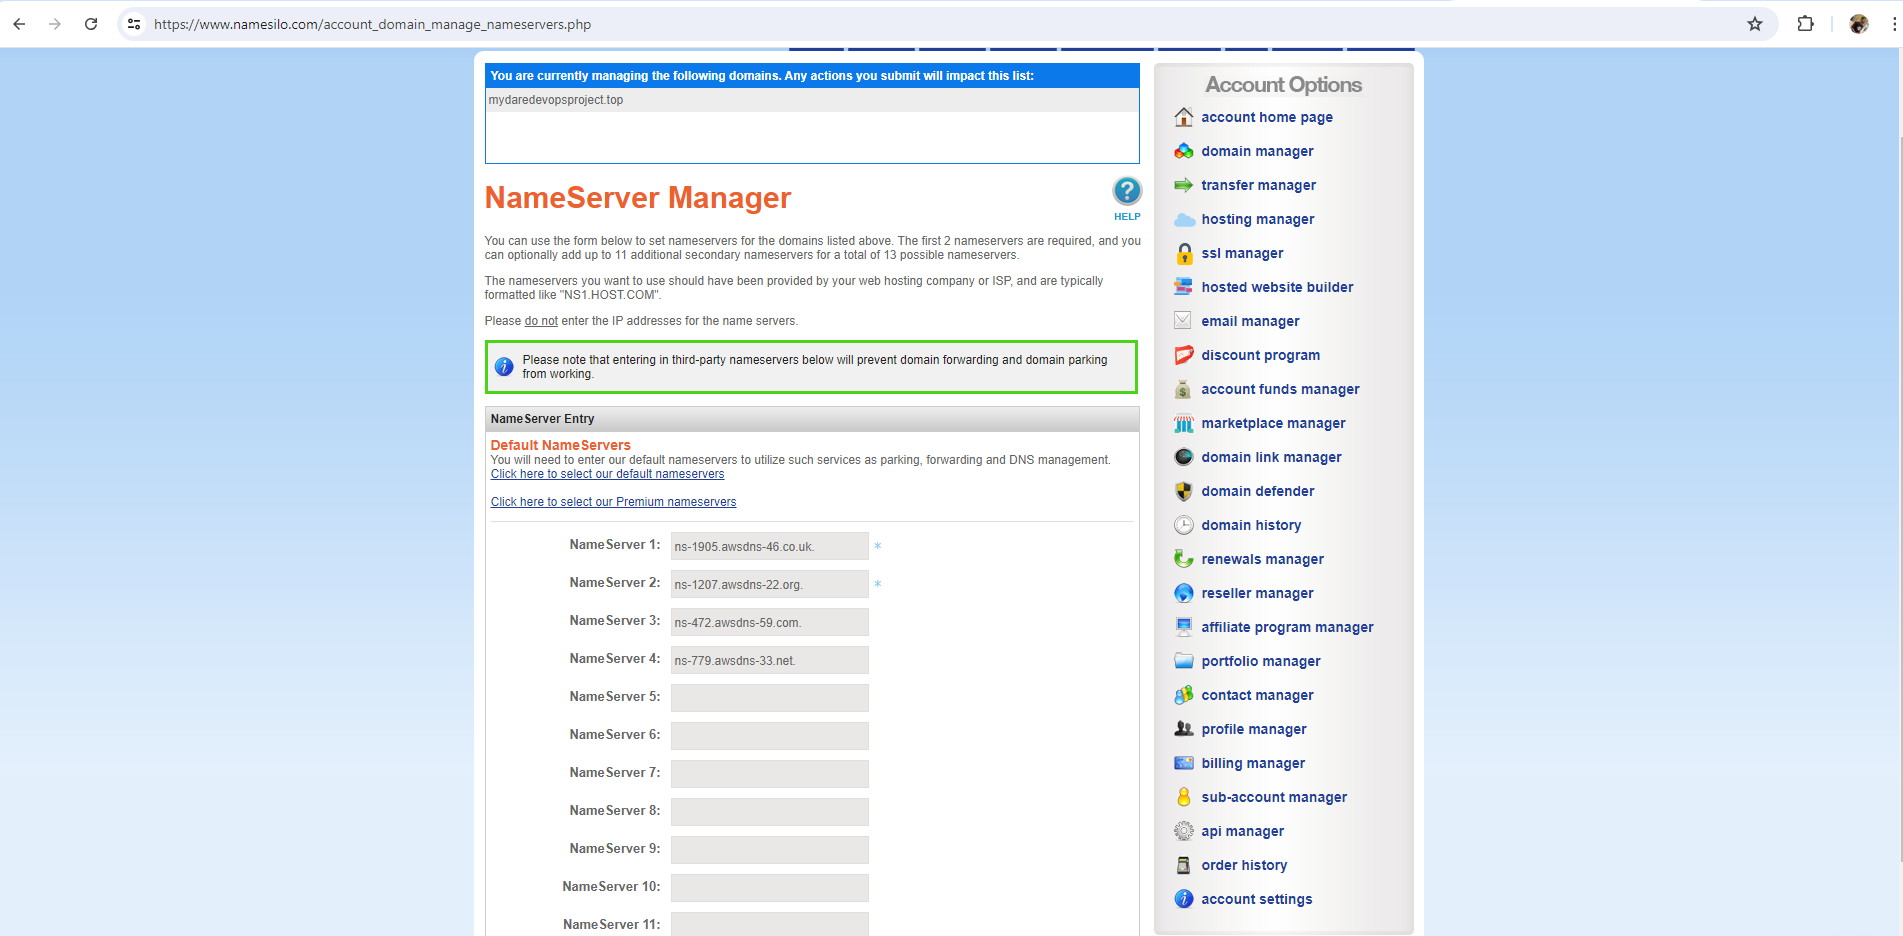 https://www.namesilo.com/account_domain_manage_nameservers.php
You are currently managing the following domains. Any actions you submit will impact this list:
mydaredevopsproject.top
NameServer Manager
HELP
You can use the form below to set nameservers for the domains listed above. The first 2 nameservers are required, and you
can optionally add up to 11 additional secondary nameservers for a total of 13 possible nameservers.
The nameservers you want to use should have been provided by your web hosting company or ISP, and are typically
formatted like "NS1.HOST.COM".
Please do not enter the IP addresses for the name servers.
Please note that entering in third-party nameservers below will prevent domain forwarding and domain parking
from working.
NameServer Entry
Default NameServers
You will need to enter our default nameservers to utilize such services as parking, forwarding and DNS management.
Click here to select our default nameservers
Click here to select our Premium nameservers
NameServer 1: ns-1905.awsdns-46.co.uk. *
NameServer 2: ns-1207.awsdns-22.org. *
NameServer 3: ns-472.awsdns-59.com.
NameServer 4: ns-779.awsdns-33.net.
NameServer 5:
NameServer 6:
NameServer 7:
NameServer 8:
NameServer 9:
NameServer 10:
NameServer 11:
Account Options
account home page
domain manager
transfer manager
hosting manager
ssl manager
hosted website builder
email manager
discount program
account funds manager
marketplace manager
domain link manager
domain defender
domain history
renewals manager
reseller manager
affiliate program manager
portfolio manager
contact manager
profile manager
billing manager
sub-account manager
api manager
order history
account settings